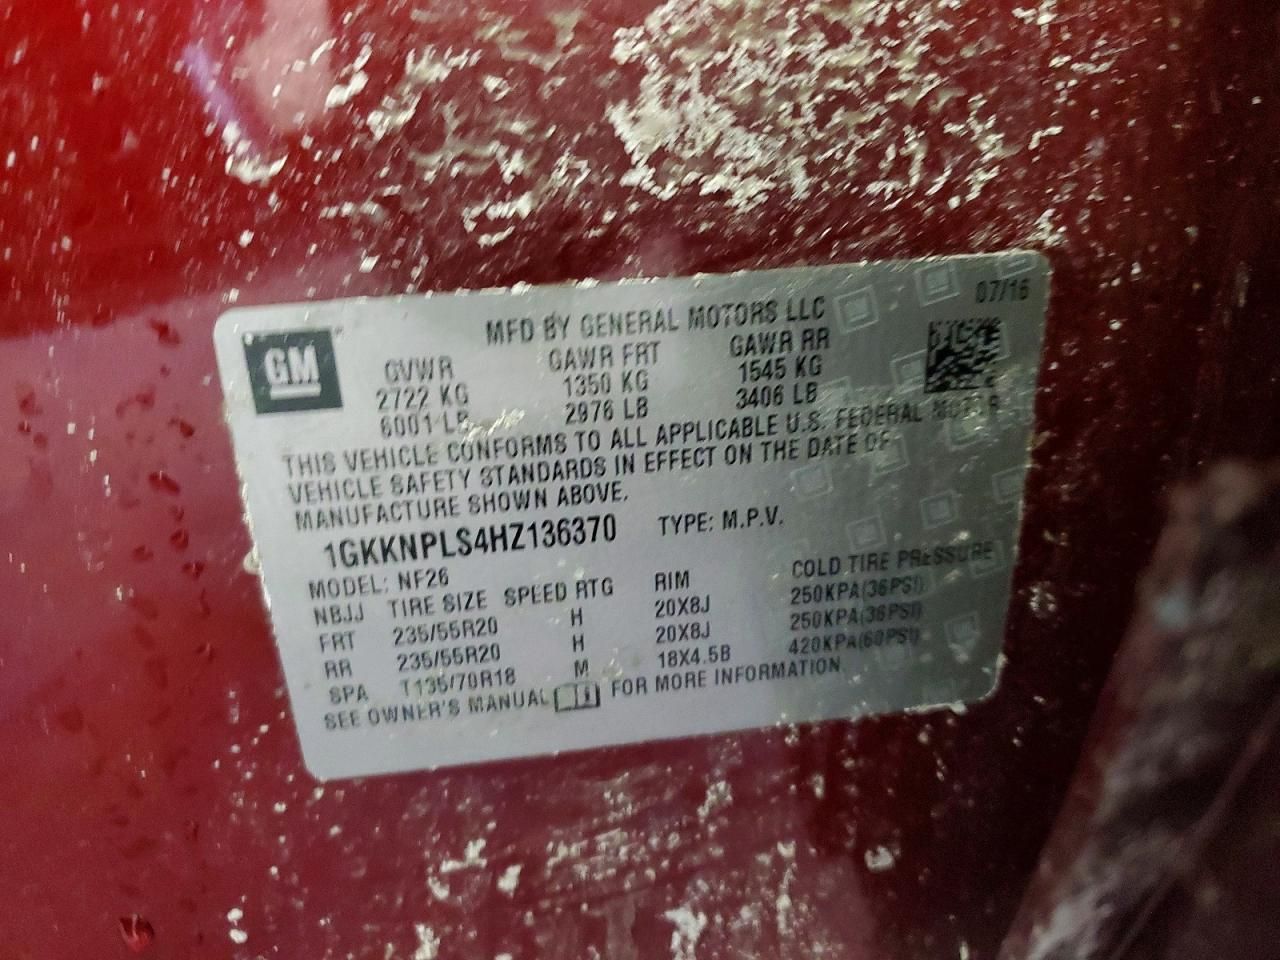 07/16
MFD BY GENERAL MOTORS LLC
GM
GVWR GAWR FRT GAWR RR
2722 KG 1350 KG 1545 KG
6001 LB 2976 LB 3406 LB
THIS VEHICLE CONFORMS TO ALL APPLICABLE U.S. FEDERAL MOTOR
VEHICLE SAFETY STANDARDS IN EFFECT ON THE DATE OF
MANUFACTURE SHOWN ABOVE.
1GKKNPLS4HZ136370 TYPE: M.P.V.
MODEL: NF26
NBJJ TIRE SIZE SPEED RTG RIM COLD TIRE PRESSURE
FRT 235/55R20 H 20X8J 250KPA(36PSI)
RR 235/55R20 H 20X8J 250KPA(36PSI)
SPA T135/70R18 M 18X4.5B 420KPA(60PSI)
SEE OWNER'S MANUAL FOR MORE INFORMATION